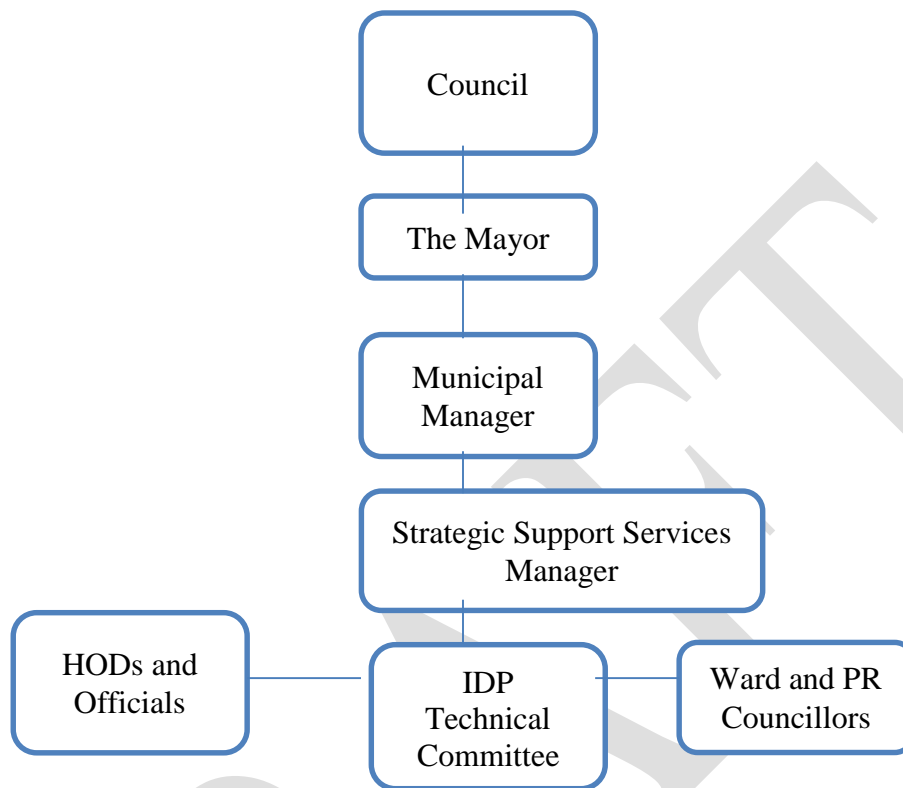 Council
The Mayor
Municipal
Manager
Strategic Support Services
Manager
HODs and
Officials
IDP
Technical
Committee
Ward and PR
Councillors